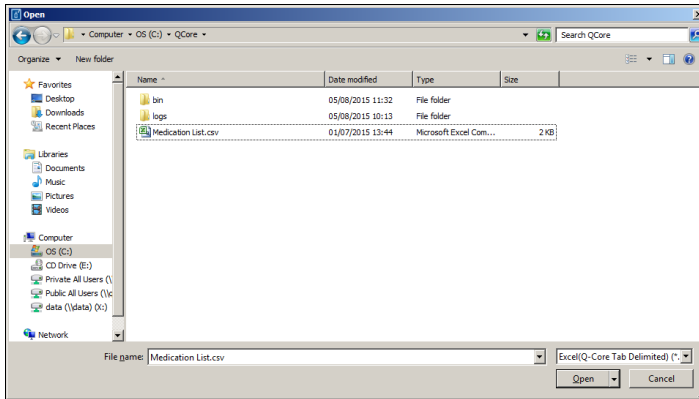 Open
Computer OS (C:) QCore
Search QCore
Organize New folder
Name Date modified Type Size
bin 05/08/2015 11:32 File folder
logs 05/08/2015 10:13 File folder
Medication List.csv 01/07/2015 13:44 Microsoft Excel Com... 2 KB
Favorites
Desktop
Downloads
Recent Places
Libraries
Documents
Music
Pictures
Videos
Computer
OS (C:)
CD Drive (E:)
Private All Users (\
Public All Users (\\c
data (\\data) (X:)
Network
File name: Medication List.csv
Excel(Q-Core Tab Delimited) (*.
Open Cancel